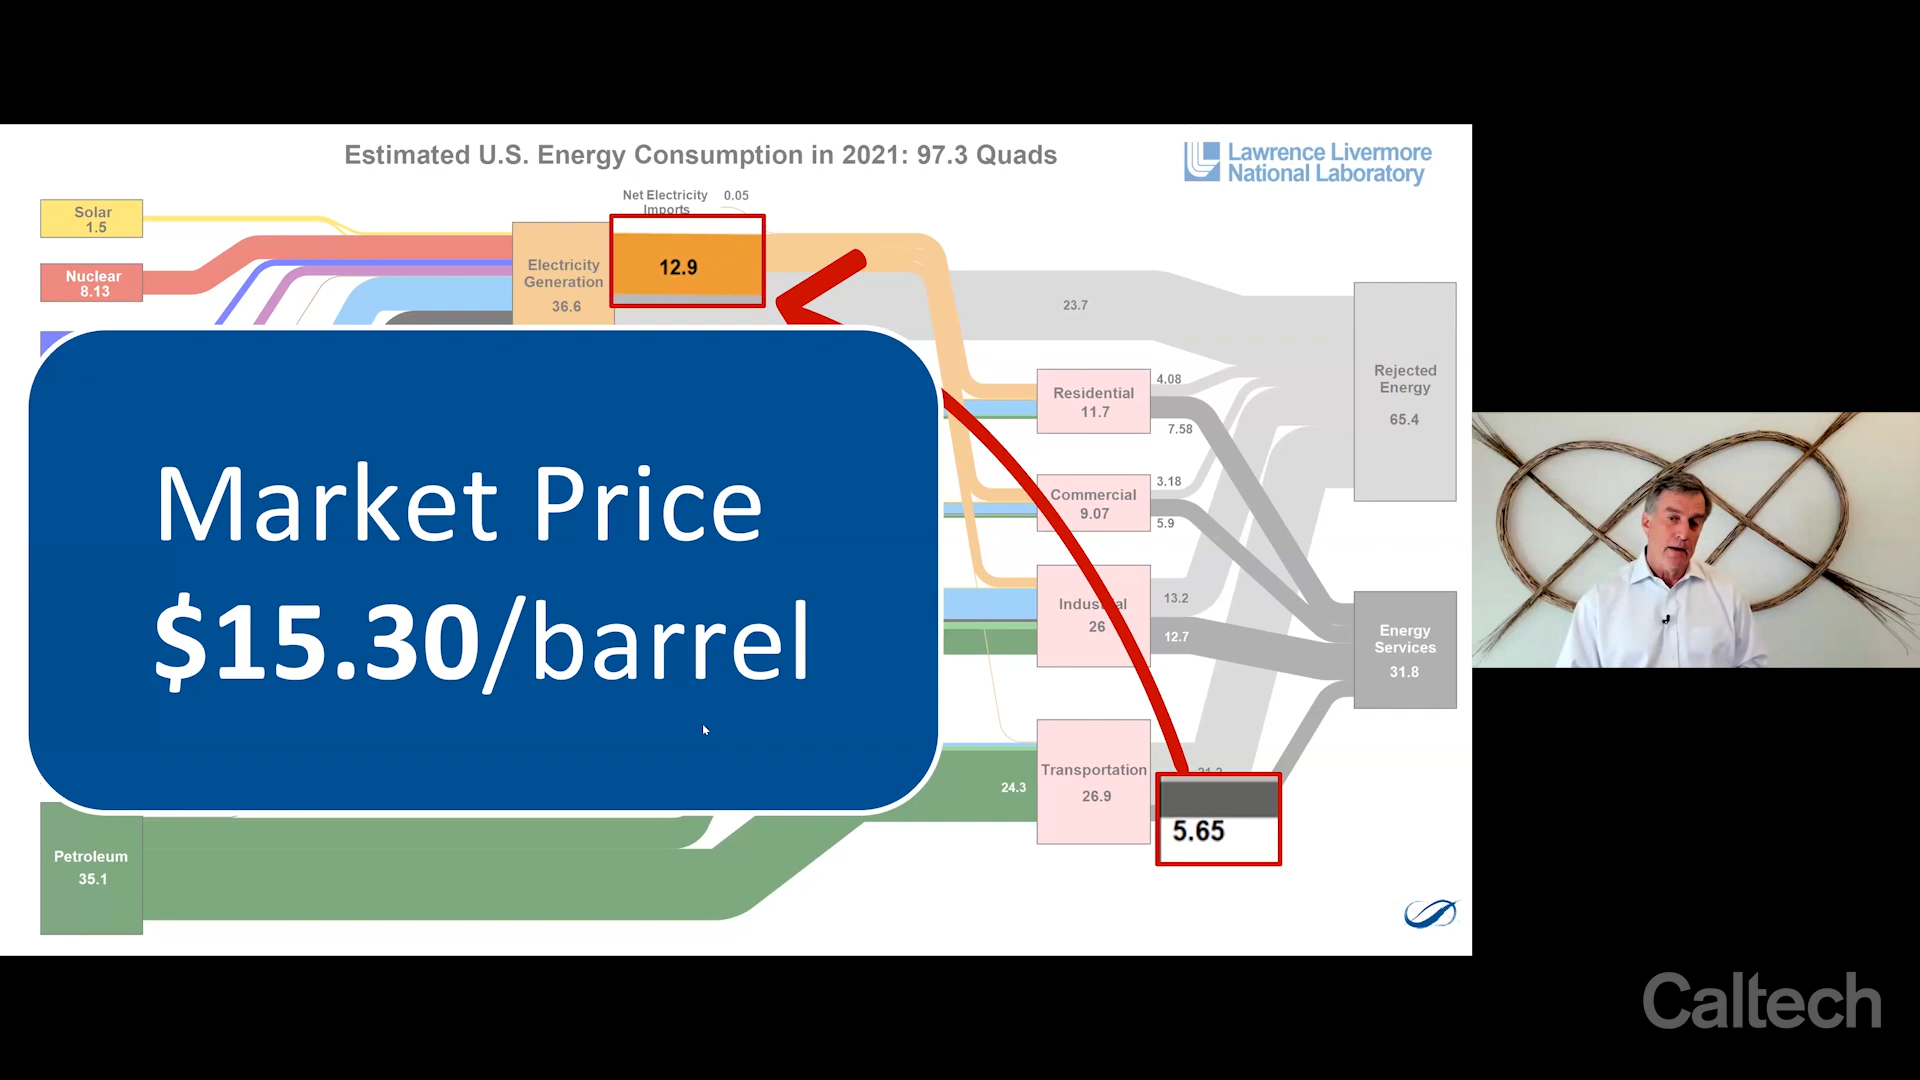 Estimated U.S. Energy Consumption in 2021: 97.3 Quads
Lawrence Livermore
National Laboratory
Net Electricity
Imports
0.05
Solar
1.5
Nuclear
8.13
Electricity
Generation
36.6
12.9
23.7
Rejected
Energy
65.4
Residential
11.7
4.08
7.58
Commercial
9.07
3.18
5.9
Market Price
$15.30/barrel
26
13.2
12.7
Energy
Services
31.8
24.3
Transportation
26.9
5.65
Petroleum
35.1
Caltech